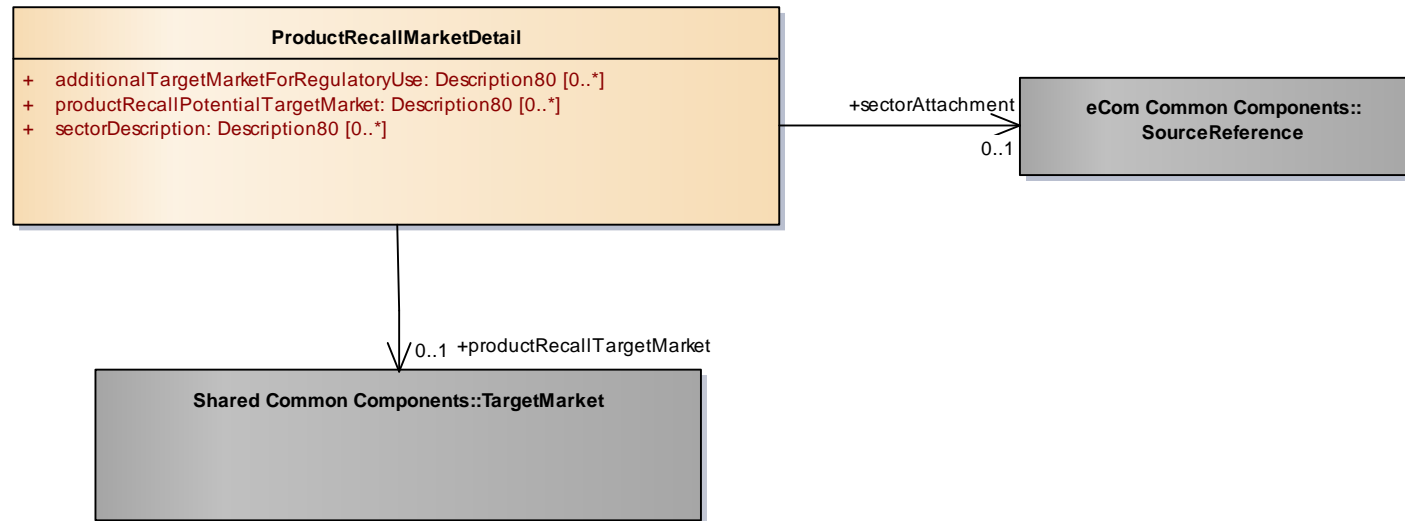 ProductRecallMarketDetail
+ additionalTargetMarketForRegulatoryUse: Description80 [0..*]
+ productRecallPotentialTargetMarket: Description80 [0..*]
+ sectorDescription: Description80 [0..*]
+sectorAttachment
0..1
eCom Common Components::
SourceReference
0..1 +productRecallTargetMarket
Shared Common Components::TargetMarket